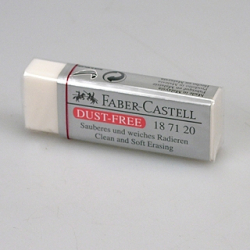 FABER-CASTELL
DUST-FREE 18 71 20
Sauberes und weiches Radieren
Clean and Soft Erasing